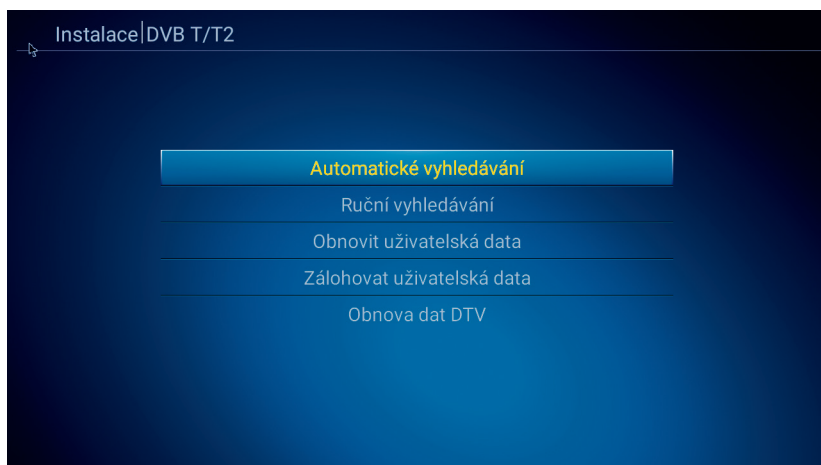 Instalace|DVB T/T2
Automatické vyhledávání
Ruční vyhledávání
Obnovit uživatelská data
Zálohovat uživatelská data
Obnova dat DTV